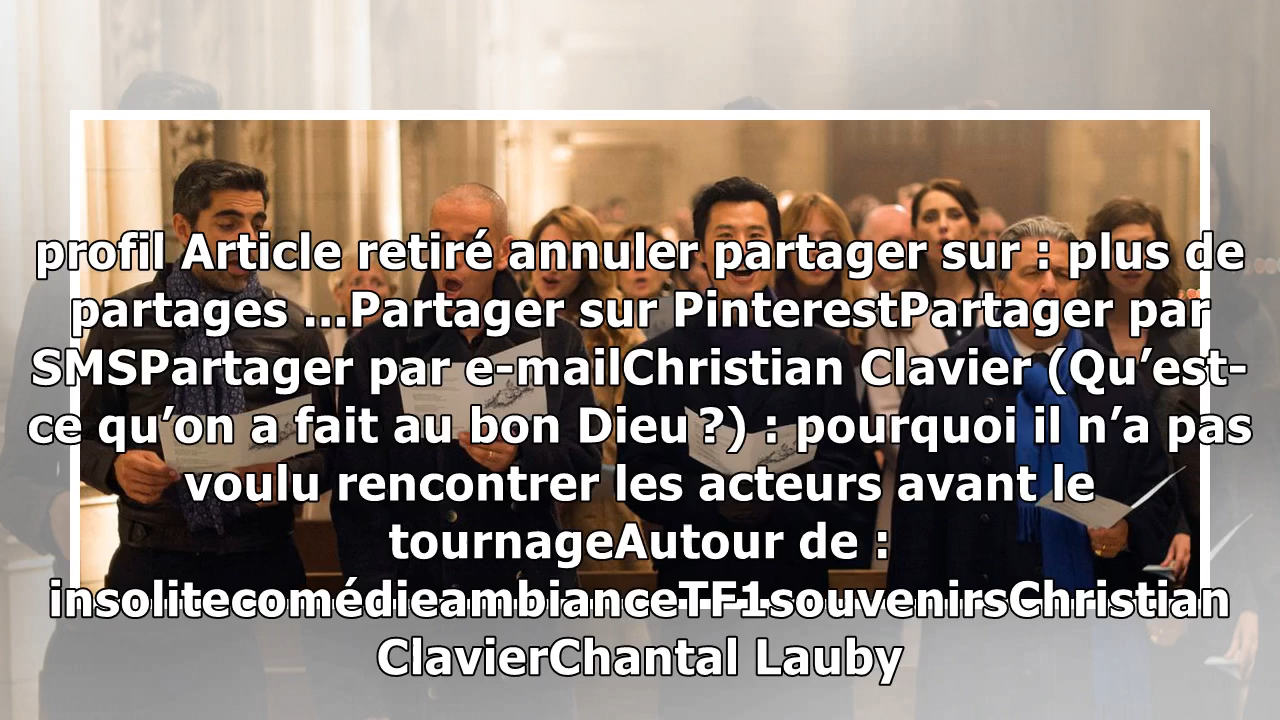 profil Article retiré annuler partager sur : plus de
partages ...Partager sur PinterestPartager par
SMSPartager par e-mailChristian Clavier (Qu’est-
ce qu’on a fait au bon Dieu ?) : pourquoi il n’a pas
voulu rencontrer les acteurs avant le
tournageAutour de :
insolitecomédieambianceTF1souvenirsChristian
ClavierChantal Lauby